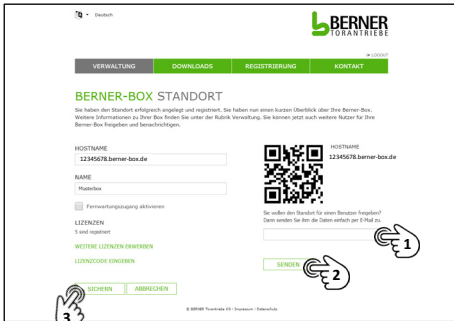 Deutsch
BERNER
TORANTRIEBE
LOGOUT
VERWALTUNG DOWNLOADS REGISTRIERUNG KONTAKT
BERNER-BOX STANDORT
Sie haben den Standort erfolgreich angelegt und registriert. Sie haben nun einen kurzen Überblick über Ihre Berner-Box.
Weitere Informationen zu Ihrer Box finden Sie unter der Rubrik Verwaltung. Sie können jetzt auch weitere Nutzer für Ihre
Berner-Box freigeben und benachrichtigen.
HOSTNAME
12345678.berner-box.de
NAME
Masterbox
Fernwartungszugang aktivieren
LIZENZEN
5 sind registriert
WEITERE LIZENZEN ERWERBEN
LIZENZCODE EINGEBEN
HOSTNAME
12345678.berner-box.de
Sie wollen den Standort für einen Benutzer freigeben?
Dann senden Sie ihm die Daten einfach per E-Mail zu.
1
SENDEN
2
SICHERN ABBRECHEN
3
© BERNER Torantriebe KG · Impressum · Datenschutz